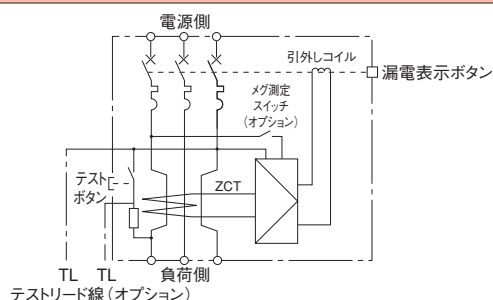 電源側
引外しコイル
漏電表示ボタン
メグ測定
スイッチ
(オプション)
テスト
ボタン
ZCT
TL TL 負荷側
テストリード線(オプション)